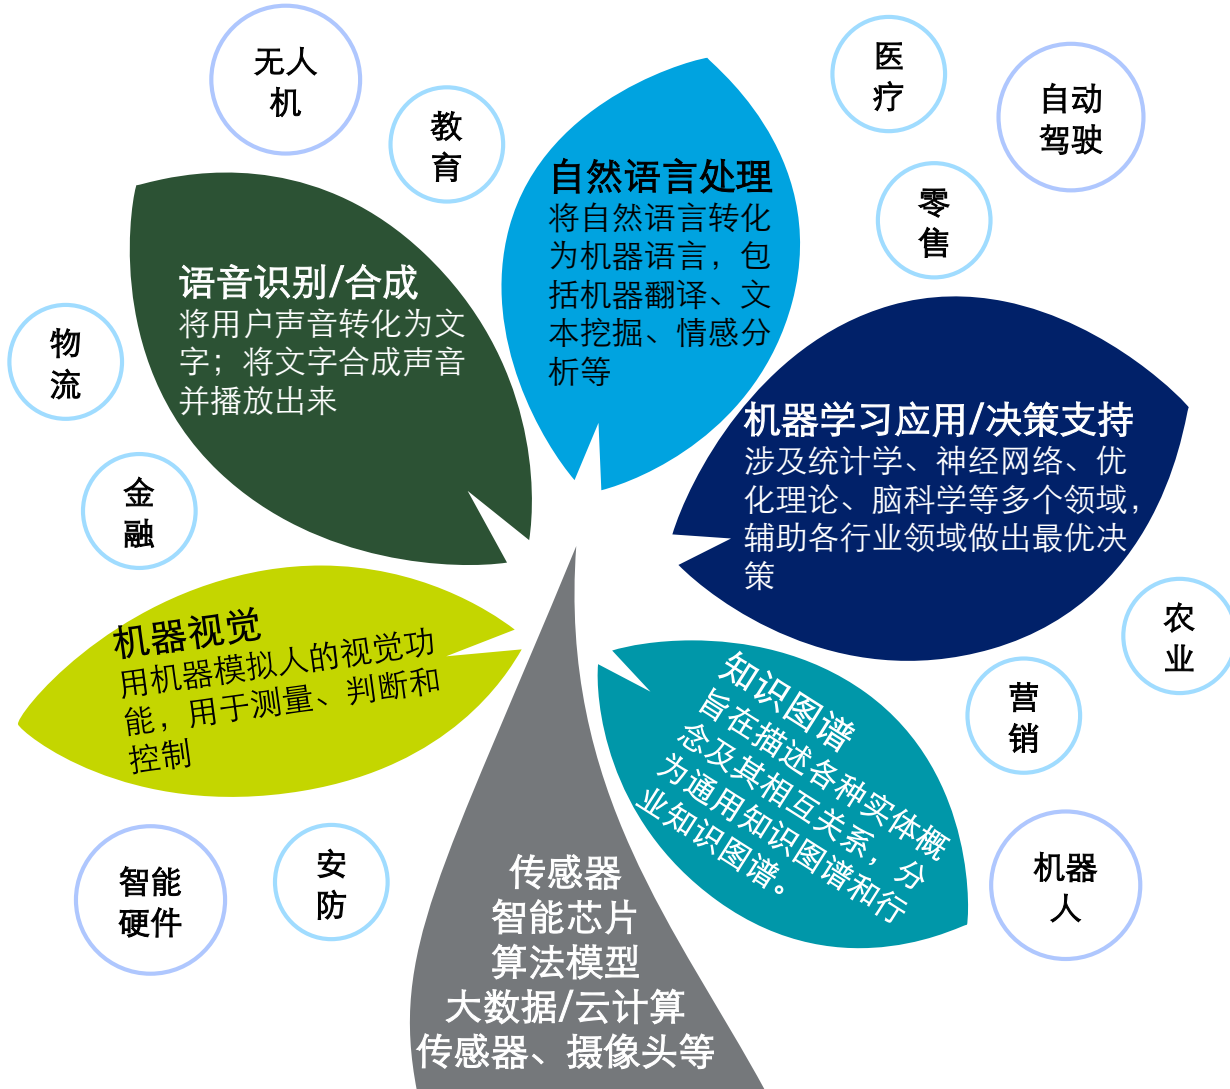 无人
机
教
育
医
疗
自动
驾驶
零
售
自然语言处理
将自然语言转化
为机器语言，包
括机器翻译、文
本挖掘、情感分
析等
语音识别/合成
将用户声音转化为文
字；将文字合成声音
并播放出来
物
流
机器学习应用/决策支持
涉及统计学、神经网络、优
化理论、脑科学等多个领域，
辅助各行业领域做出最优决
策
金
融
机器视觉
用机器模拟人的视觉功
能，用于测量、判断和
控制
农
业
营
销
知识图谱
旨在描述各种实体概
念及其相互关系，分
为通用知识图谱和行
业知识图谱。
智能
硬件
安
防
机器
人
传感器
智能芯片
算法模型
大数据/云计算
传感器、摄像头等